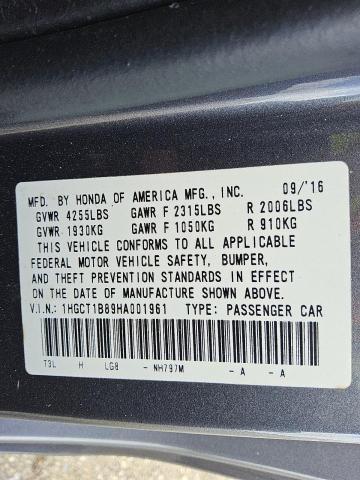 MFD. BY HONDA OF AMERICA MFG., INC. 09/'16
GVWR 4255LBS GAWR F 2315LBS R 2006LBS
GVWR 1930KG GAWR F 1050KG R 910KG
THIS VEHICLE CONFORMS TO ALL APPLICABLE
FEDERAL MOTOR VEHICLE SAFETY, BUMPER,
AND THEFT PREVENTION STANDARDS IN EFFECT
ON THE DATE OF MANUFACTURE SHOWN ABOVE.
V.I.N.: 1HGCT1B89HA001961 TYPE: PASSENGER CAR
T3L H LG8 - NH797M - A - A